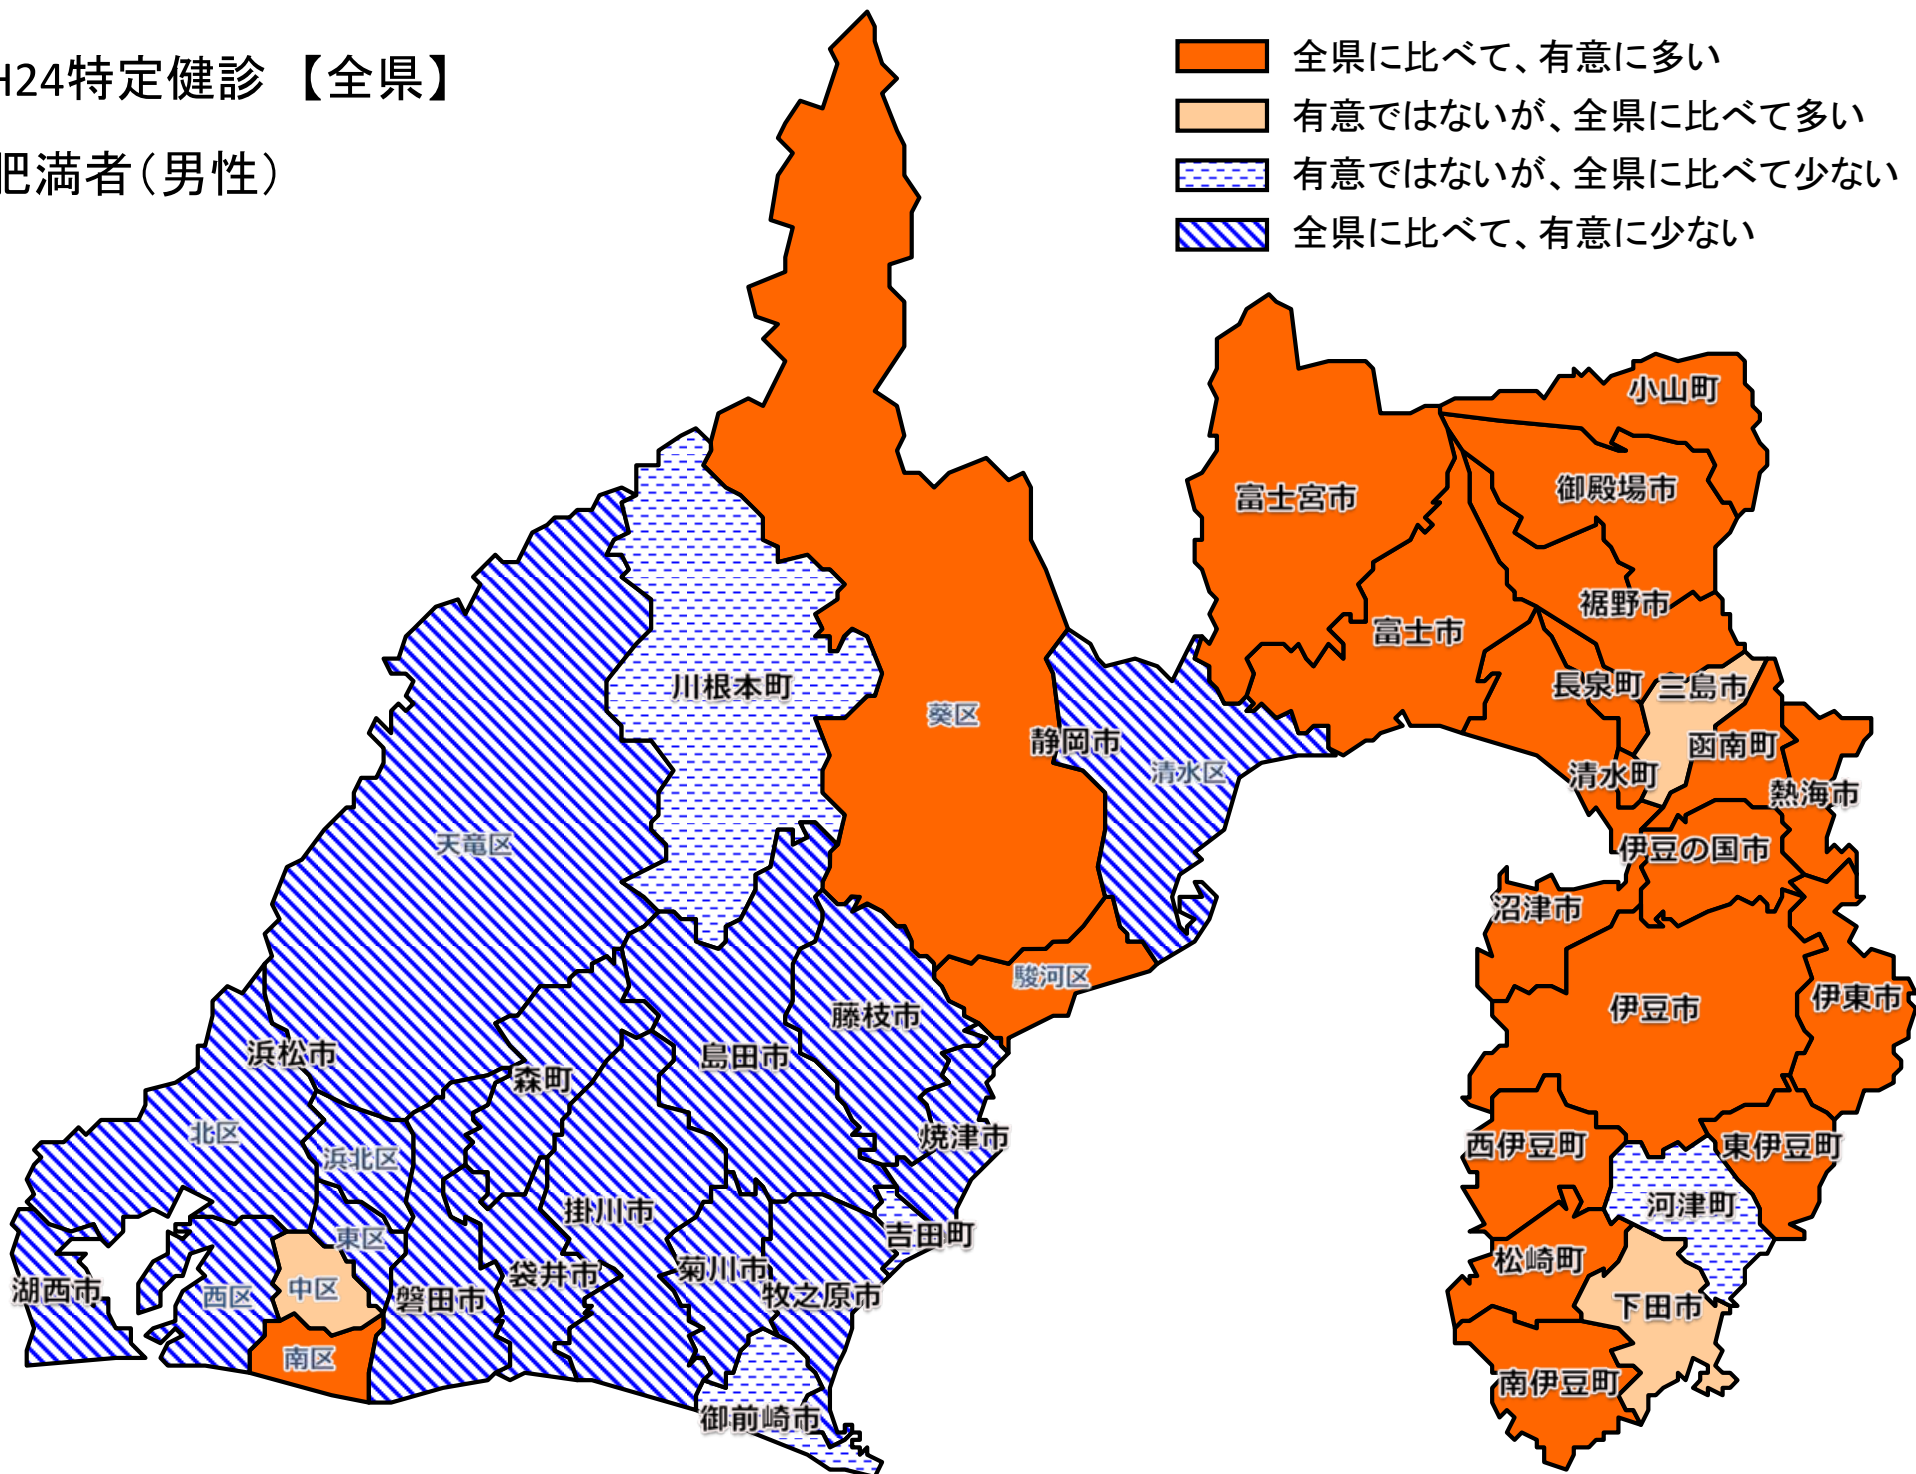 H24特定健診 【全県】
肥満者（男性）
全県に比べて、有意に多い
有意ではないが、全県に比べて多い
有意ではないが、全県に比べて少ない
全県に比べて、有意に少ない
小山町
御殿場市
富士宮市
裾野市
富士市
長泉町
三島市
川根本町
葵区
静岡市
函南町
清水区
清水町
熱海市
天竜区
伊豆の国市
沼津市
駿河区
伊東市
伊豆市
藤枝市
浜松市
島田市
森町
北区
焼津市
西伊豆町
東伊豆町
浜北区
河津町
掛川市
東区
吉田町
松崎町
菊川市
袋井市
中区
湖西市
西区
牧之原市
磐田市
下田市
南区
南伊豆町
御前崎市